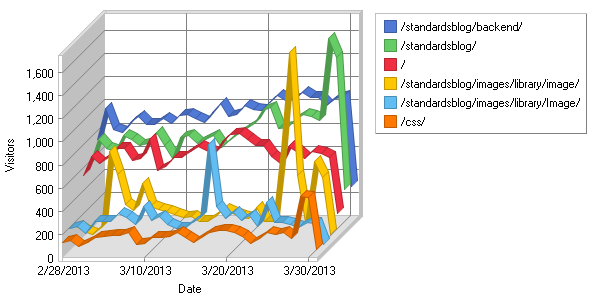 /standardsblog/backend/
/standardsblog/
/
/standardsblog/images/library/image/
/standardsblog/images/library/Image/
/css/
Visitors
1,600
1,400
1,200
1,000
800
600
400
200
0
2/28/2013 3/10/2013 3/20/2013 3/30/2013
Date